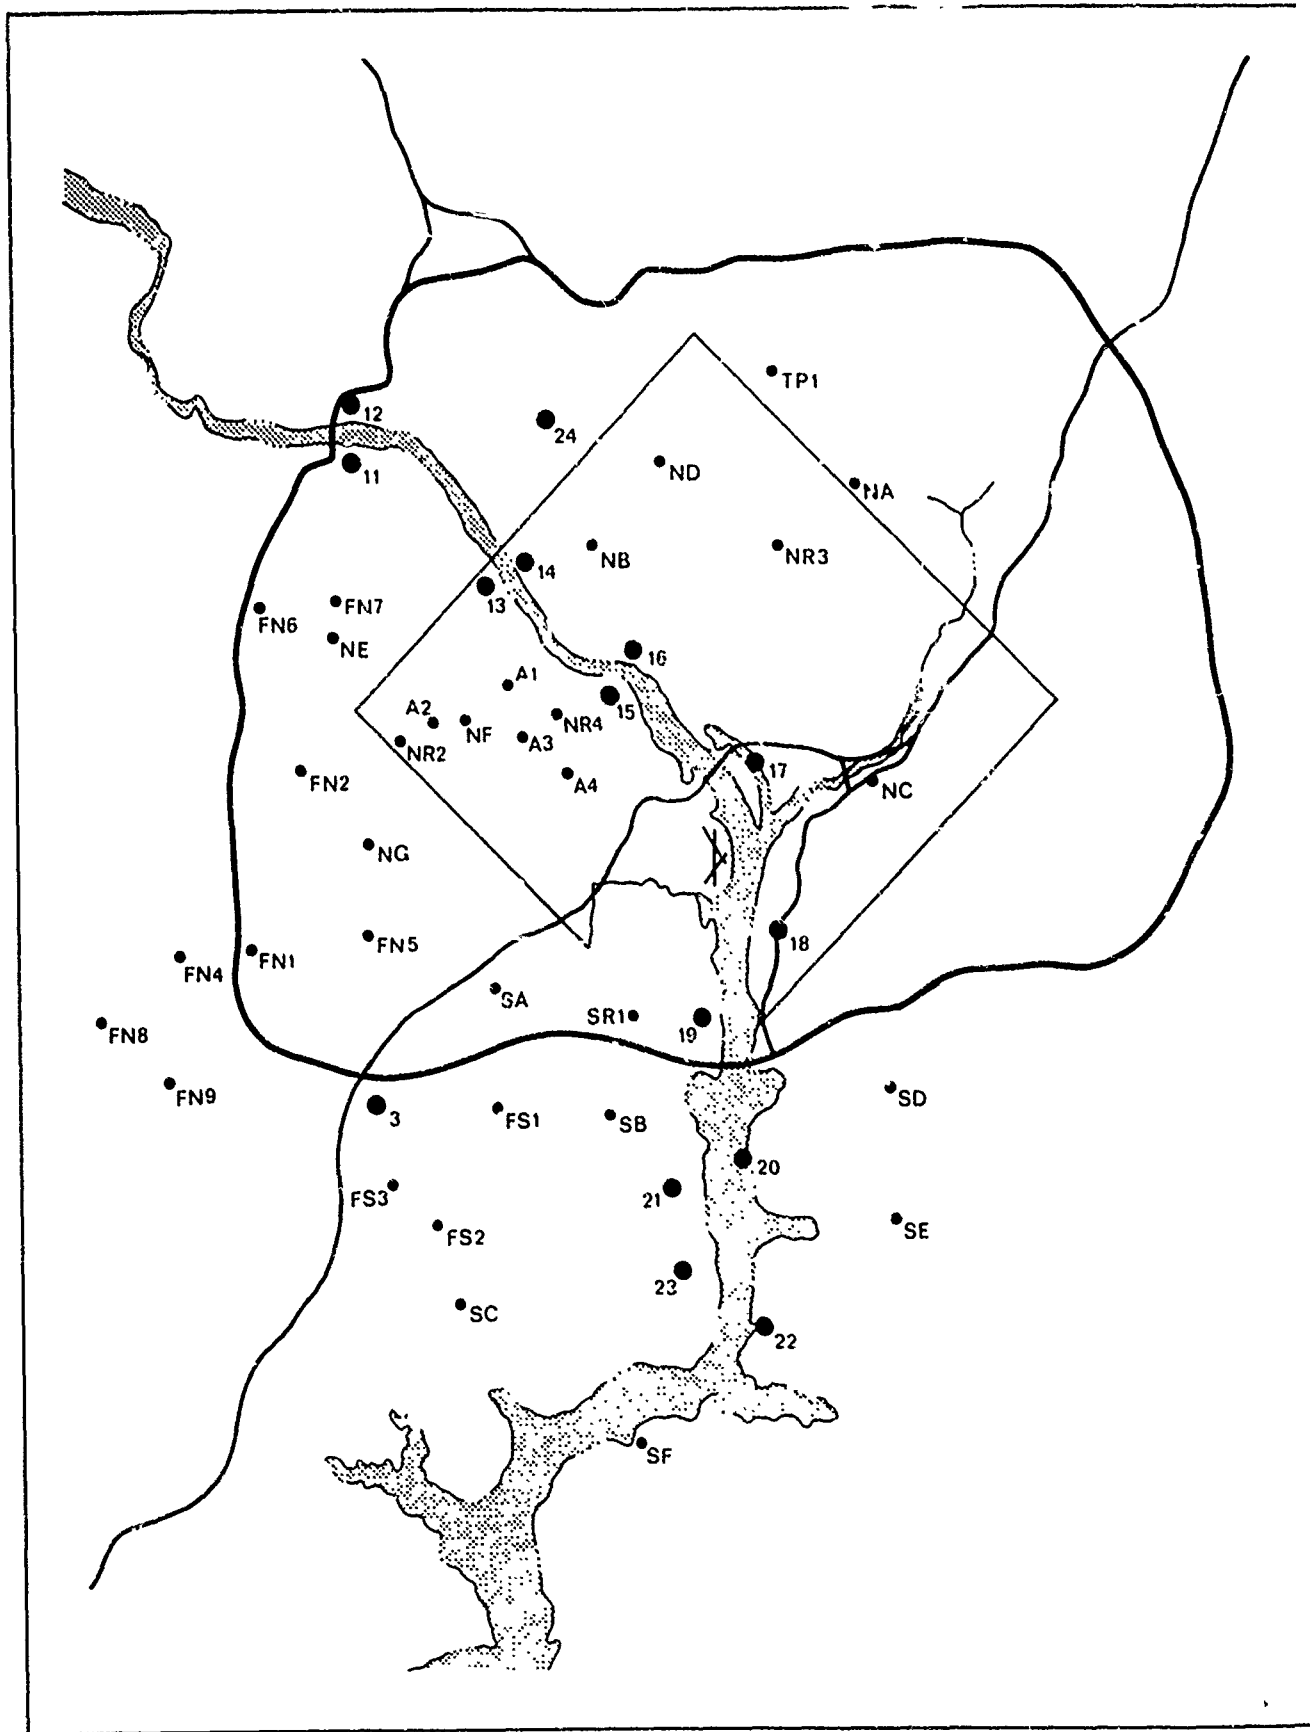 TP1
12
24
11
ND
NA
NB
NR3
14
13
FN7
FN6
NE
16
A1
15
A2
NR4
NF
A3
NR2
17
FN2
A4
NC
NG
18
FN5
FN1
FN4
SA
SR1
19
FN8
FN9
SD
3
FS1
SB
20
FS3
21
SE
FS2
23
SC
22
SF